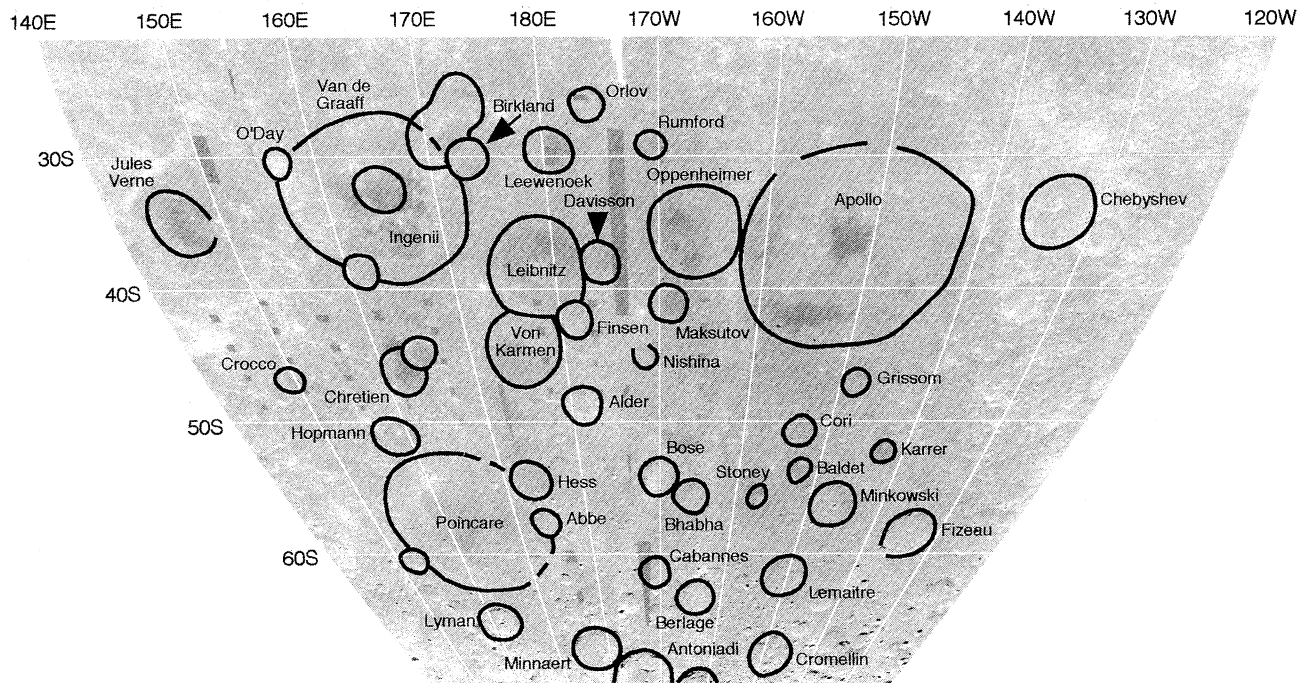 140E 150E 160E 170E 180E 170W 160W 150W 140W 130W 120W
Van de
Graaff
Birkland
Orlov
O'Day
Rumford
30S
Jules
Verne
Leewenoek
Oppenheimer
Davisson
Apollo
Chebyshev
Ingenii
Leibnitz
40S
Von
Karmen
Finsen
Maksutov
Nishina
Crocco
Chretien
Grissom
Alder
50S
Hopmann
Cori
Bose
Karrer
Stoney
Baldet
Hess
Minkowski
Poincare
Abbe
Bhabha
Fizeau
60S
Cabannes
Lemaitre
Lyman
Berlage
Minnaert
Antoniadi
Cromellin